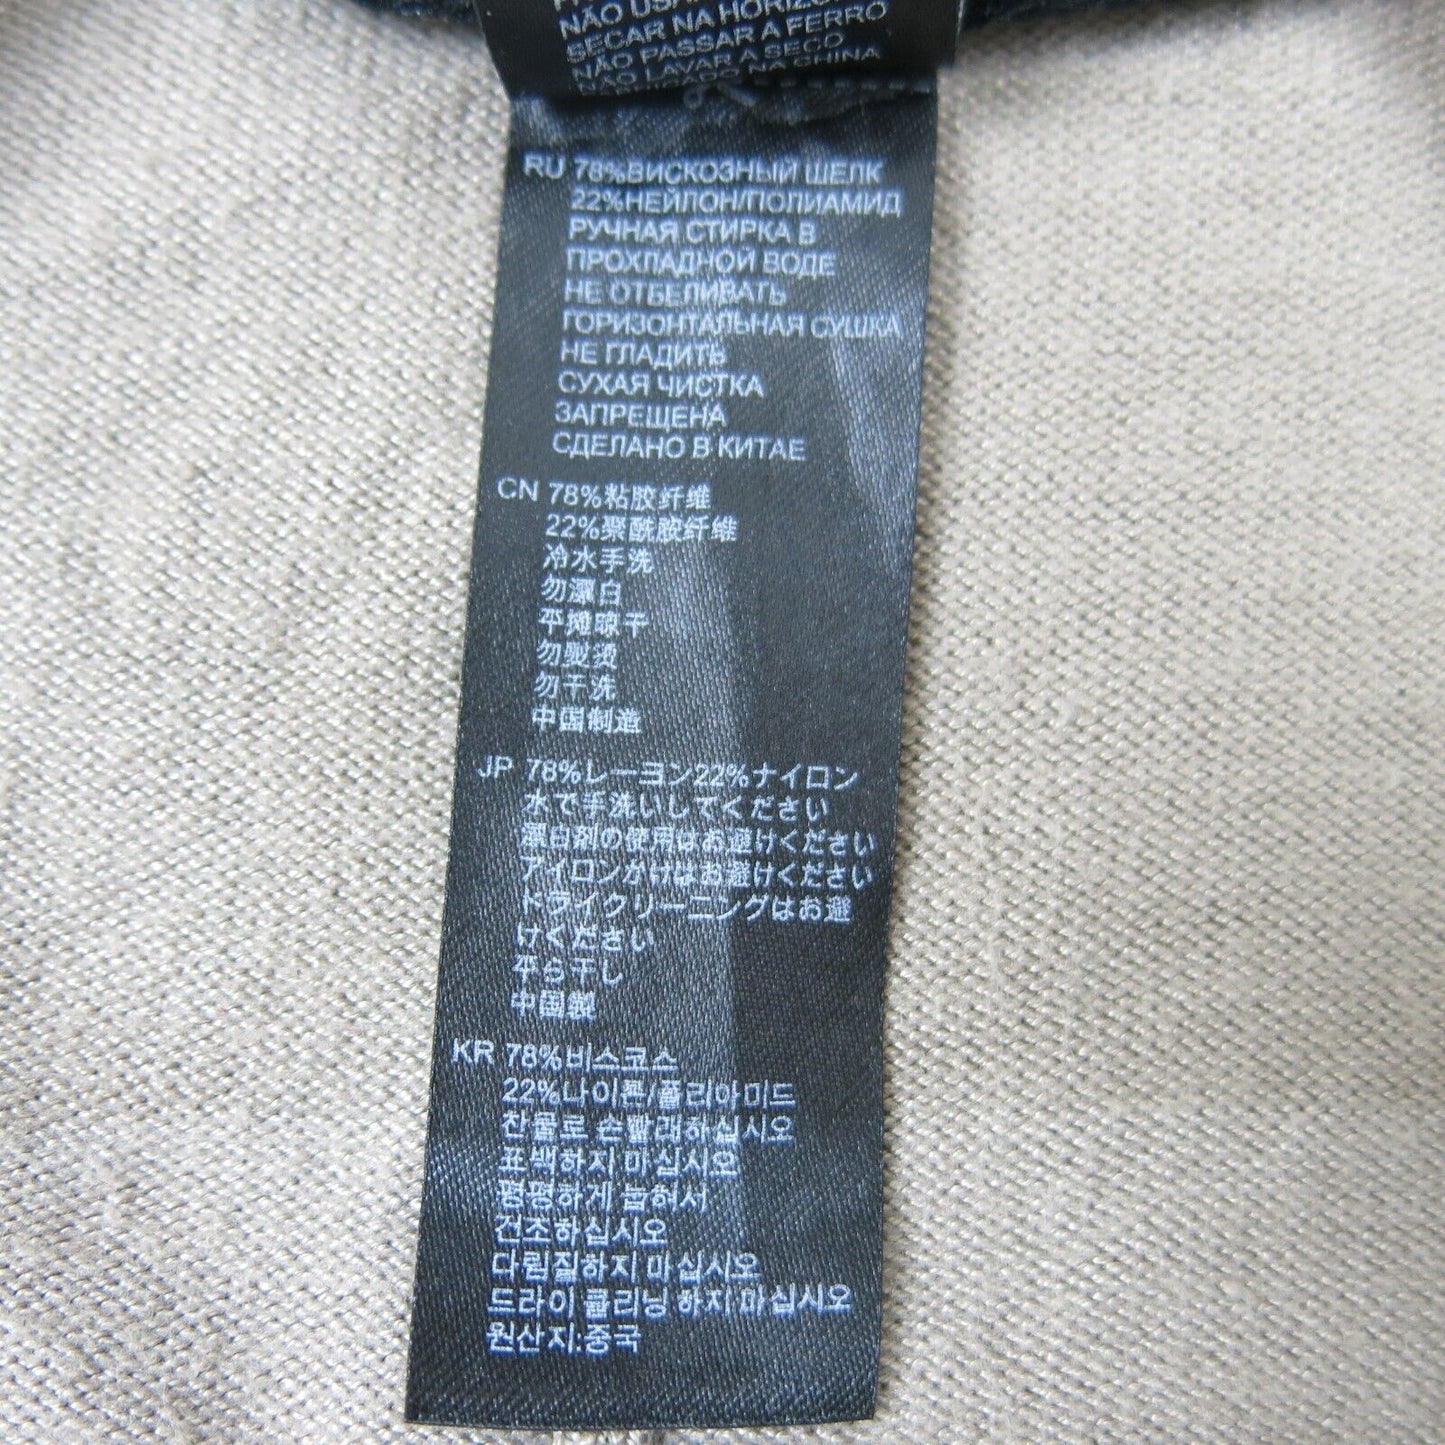 NÃO USA
SECAR NA HORIZO
NÃO PASSAR A FERRO
NÃO LAVAR A SECO
NA CHINA
RU 78%ВИСКОЗНЫЙ ШЕЛК
22%НЕЙЛОН/ПОЛИАМИД
РУЧНАЯ СТИРКА В
ПРОХЛАДНОЙ ВОДЕ
НЕ ОТБЕЛИВАТЬ
ГОРИЗОНТАЛЬНАЯ СУШКА
НЕ ГЛАДИТЬ
СУХАЯ ЧИСТКА
ЗАПРЕЩЕНА
СДЕЛАНО В КИТАЕ
CN 78%粘胶纤维
22%聚酰胺纤维
冷水手洗
勿漂白
平摊晾干
勿熨烫
勿干洗
中国制造
JP 78%レーヨン22%ナイロン
水で手洗いしてください
漂白剤の使用はお避けください
アイロンがけはお避けください
ドライクリーニングはお避
けください
平ら干し
中国製
KR 78%비스코스
22%나이론/폴리아미드
찬물로 손빨래하십시오
표백하지 마십시오
평평하게 눕혀서
건조하십시오
다림질하지 마십시오
드라이 클리닝 하지 마십시오
원산지:중국